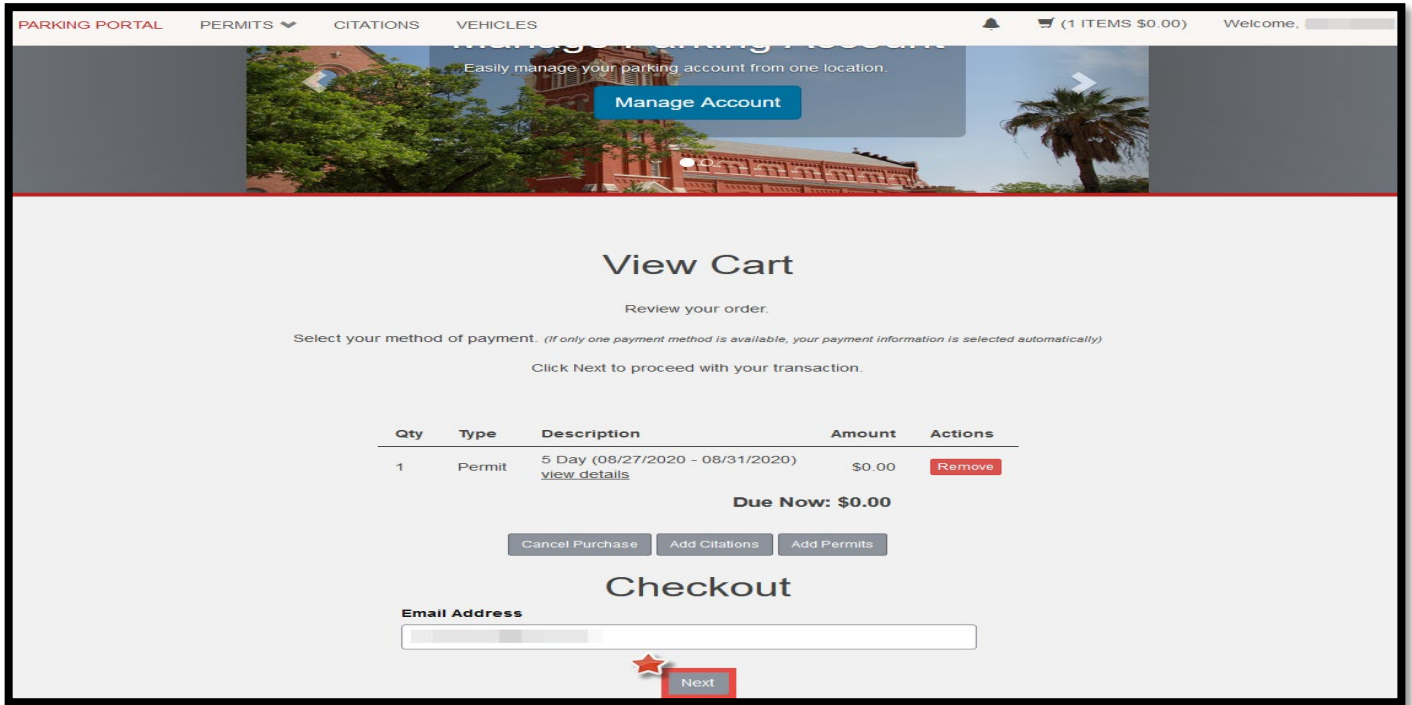 PARKING PORTAL PERMITS CITATIONS VEHICLES (1 ITEMS $0.00) Welcome,
Manage Parking Account
Easily manage your parking account from one location.
Manage Account
View Cart
Review your order.
Select your method of payment. (If only one payment method is available, your payment information is selected automatically)
Click Next to proceed with your transaction.
Qty Type Description Amount Actions
1 Permit 5 Day (08/27/2020 - 08/31/2020) $0.00 Remove
view details
Due Now: $0.00
Cancel Purchase Add Citations Add Permits
Checkout
Email Address
Next